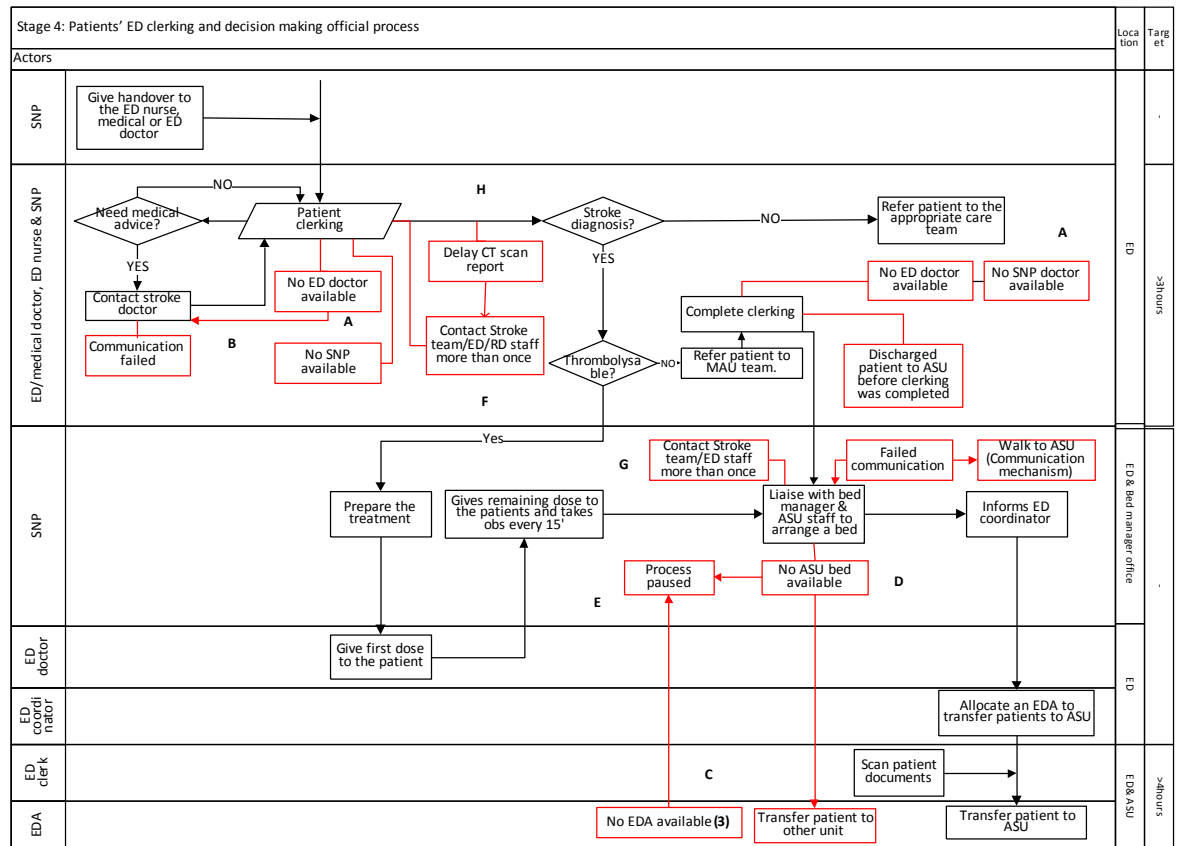 Stage 4: Patients' ED clerking and decision making official process
Loca
tion
Targ
et
Actors
SNP
Give handover to
the ED nurse,
medical or ED
doctor
-
ED/medical doctor, ED nurse & SNP
NO
H
Need medical
advice?
Patient
clerking
Stroke
diagnosis?
NO
Refer patient to the
appropriate care
team
A
ED
>3hours
YES
Delay CT scan
report
YES
Contact stroke
doctor
No ED doctor
available
A
B
Communication
failed
No SNP
available
Contact Stroke
team/ED/RD staff
more than once
F
No ED doctor
available
No SNP doctor
available
Complete clerking
Thrombolysa
ble?
NO
Refer patient to
MAU team.
Discharged
patient to ASU
before clerking
was completed
SNP
Yes
G
Contact Stroke
team/ED staff
more than once
Failed
communication
Walk to ASU
(Communication
mechanism)
Prepare the
treatment
Gives remaining dose to
the patients and takes
obs every 15'
Liaise with bed
manager &
ASU staff to
arrange a bed
Informs ED
coordinator
ED & Bed manager office
Process
paused
No ASU bed
available
D
E
-
ED
doctor
Give first dose
to the patient
ED
ED
coordi
nator
Allocate an EDA to
transfer patients to ASU
ED
clerk
C
Scan patient
documents
ED& ASU
>4hours
EDA
No EDA available (3)
Transfer patient to
other unit
Transfer patient to
ASU